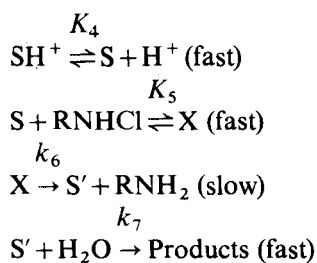 K₄
SH⁺ ⇌ S + H⁺ (fast)
K₅
S + RNHCl ⇌ X (fast)
k₆
X → S′ + RNH₂ (slow)
k₇
S′ + H₂O → Products (fast)